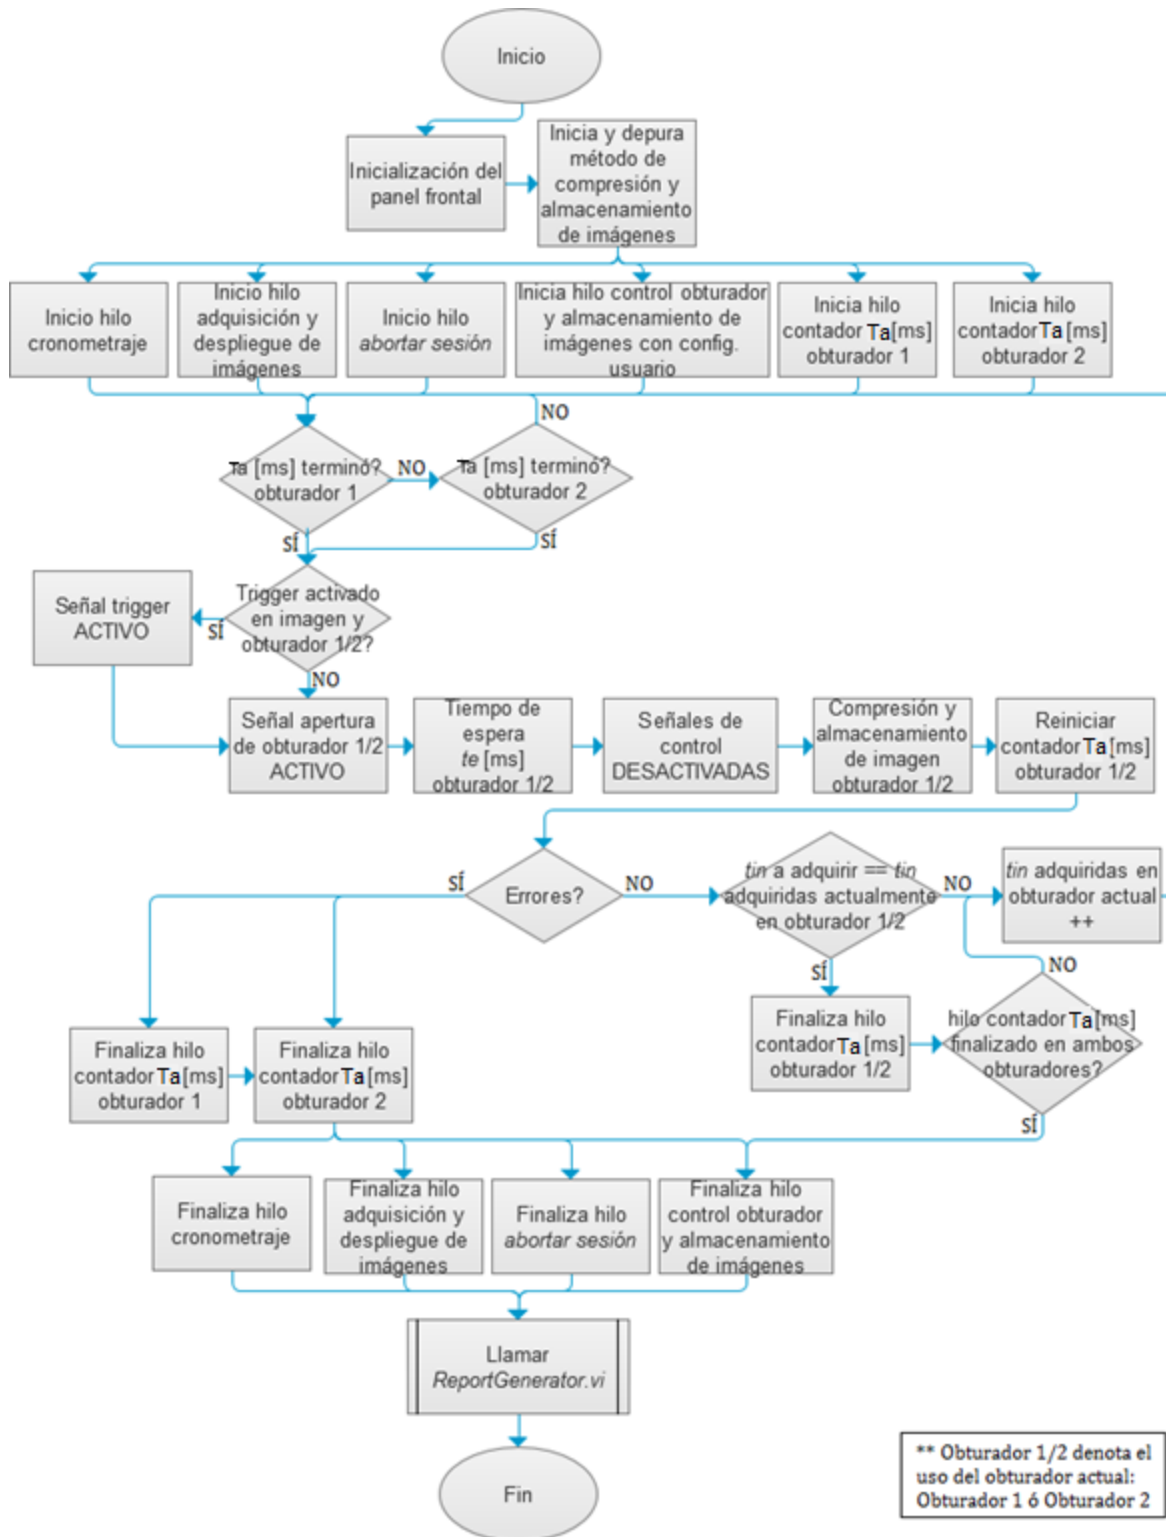 Inicio
Inicialización del
panel frontal
Inicia y depura
método de
compresión y
almacenamiento
de imágenes
Inicio hilo
cronometraje
Inicio hilo
adquisición y
despliegue de
imágenes
Inicio hilo
abortar sesión
Inicia hilo control obturador
y almacenamiento de
imágenes con config.
usuario
Inicia hilo
contador Ta[ms]
obturador 1
Inicia hilo
contador Ta [ms]
obturador 2
NO
Ta [ms] terminó?
obturador 1
NO
Ta [ms] terminó?
obturador 2
SÍ
SÍ
Señal trigger
ACTIVO
SÍ
Trigger activado
en imagen y
obturador 1/2?
NO
Señal apertura
de obturador 1/2
ACTIVO
Tiempo de
espera
te [ms]
obturador 1/2
Señales de
control
DESACTIVADAS
Compresión y
almacenamiento
de imagen
obturador 1/2
Reiniciar
contador Ta[ms]
obturador 1/2
SÍ
Errores?
NO
tin a adquirir == tin
adquiridas actualmente
en obturador 1/2
NO
tin adquiridas en
obturador actual
++
SÍ
NO
Finaliza hilo
contador Ta[ms]
obturador 1
Finaliza hilo
contador Ta[ms]
obturador 2
Finaliza hilo
contador Ta[ms]
obturador 1/2
hilo contador Ta[ms]
finalizado en ambos
obturadores?
SÍ
Finaliza hilo
cronometraje
Finaliza hilo
adquisición y
despliegue de
imágenes
Finaliza hilo
abortar sesión
Finaliza hilo
control obturador
y almacenamiento
de imágenes
Llamar
ReportGenerator.vi
Fin
** Obturador 1/2 denota el
uso del obturador actual:
Obturador 1 ó Obturador 2